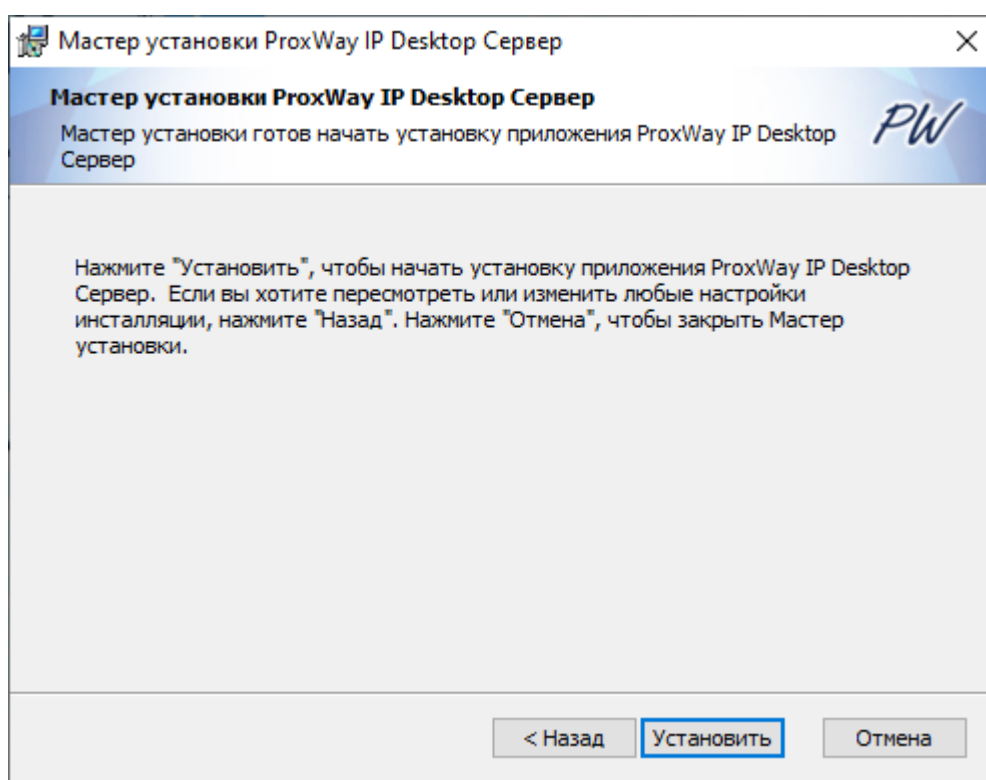 Мастер установки ProxWay IP Desktop Сервер
Мастер установки ProxWay IP Desktop Сервер
Мастер установки готов начать установку приложения ProxWay IP Desktop
Сервер
PW
Нажмите "Установить", чтобы начать установку приложения ProxWay IP Desktop
Сервер.  Если вы хотите пересмотреть или изменить любые настройки
инсталляции, нажмите "Назад". Нажмите "Отмена", чтобы закрыть Мастер
установки.
< Назад
Установить
Отмена